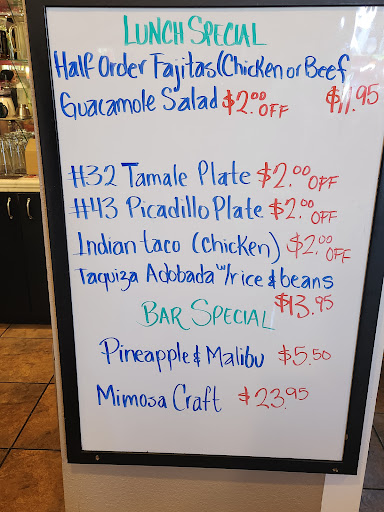 LUNCH SPECIAL
Half Order Fajitas (Chicken or Beef
Guacamole Salad $2.00 OFF $11.95
#32 Tamale Plate $2.00 OFF
#43 Picadillo Plate $2.00 OFF
Indian taco (chicken) $2.00 OFF
Taquiza Adobada w/rice & beans
$13.95
BAR SPECIAL
Pineapple & Malibu $5.50
Mimosa Craft $23.95